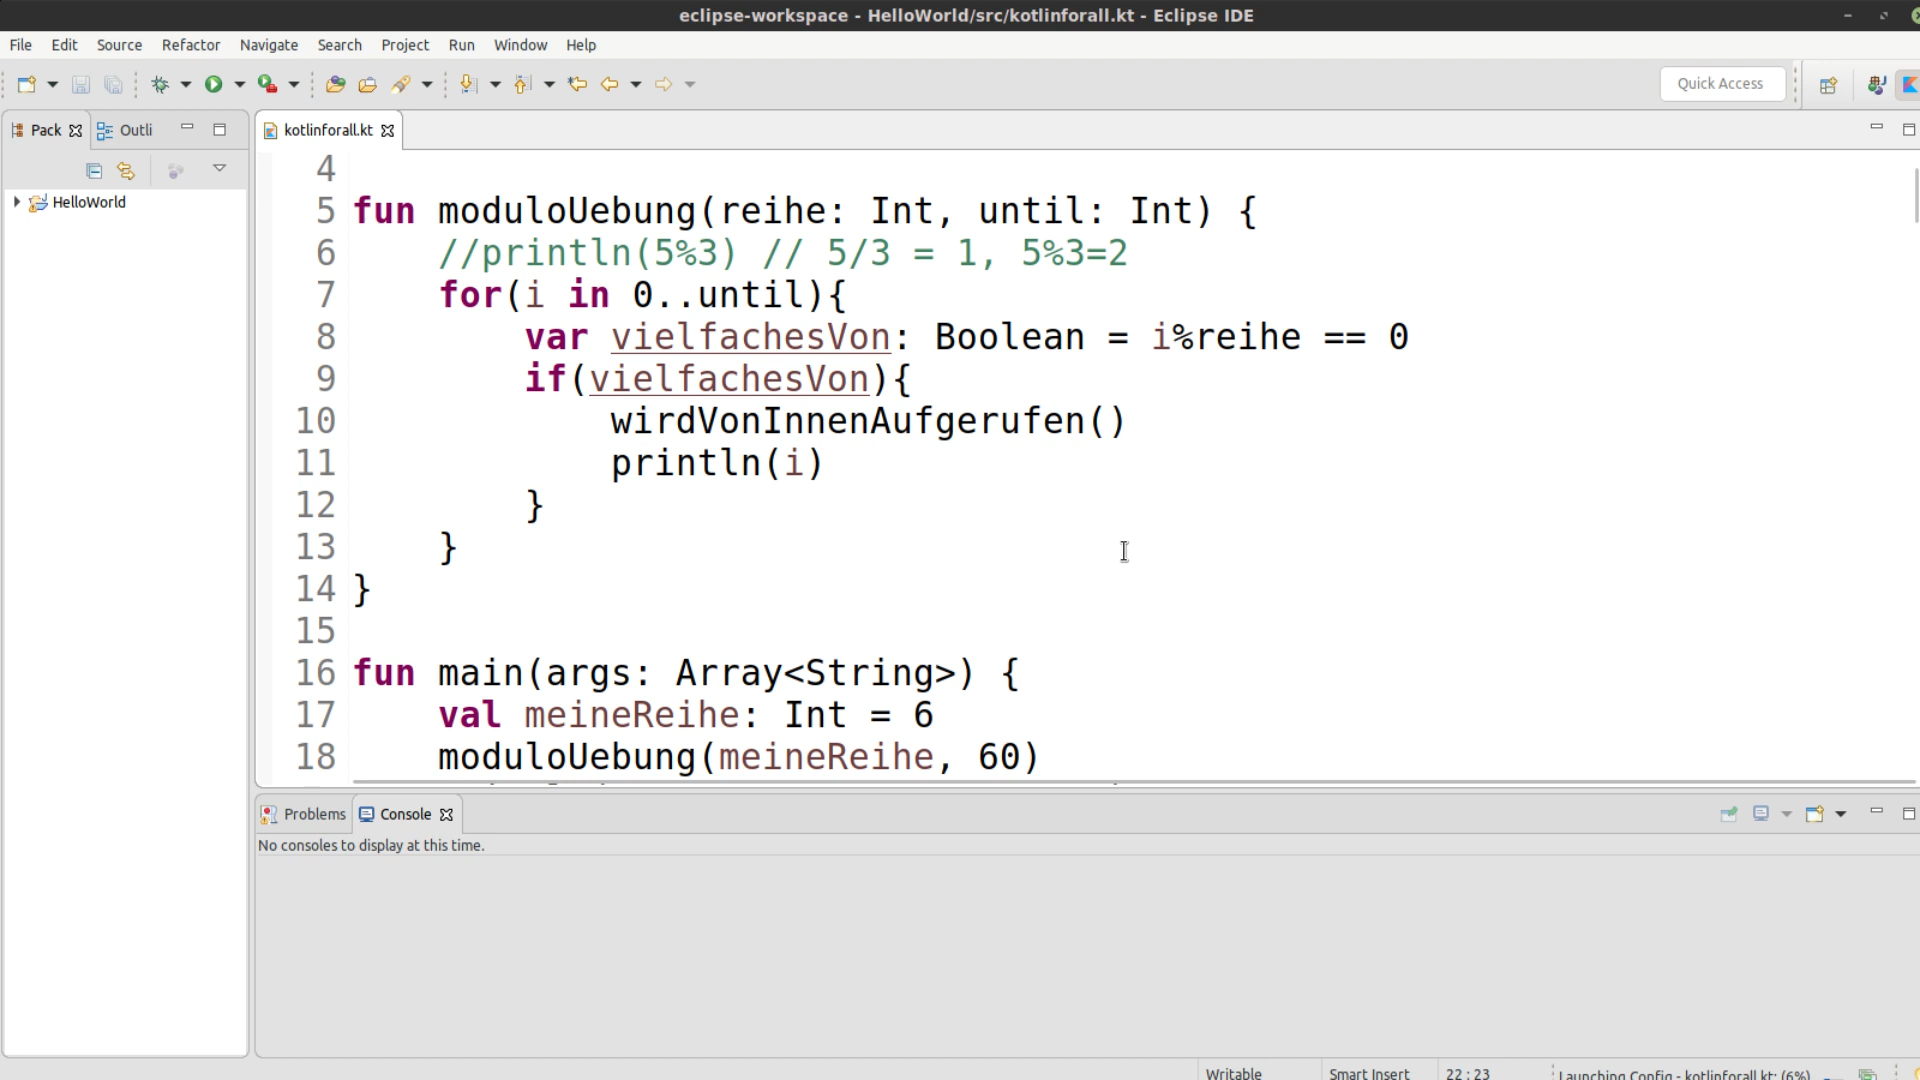 eclipse-workspace - HelloWorld/src/kotlinforall.kt - Eclipse IDE
File Edit Source Refactor Navigate Search Project Run Window Help
Quick Access
Pack Outli
kotlinforall.kt
HelloWorld
4
5 fun moduloUebung(reihe: Int, until: Int) {
6 //println(5%3) // 5/3 = 1, 5%3=2
7 for(i in 0..until){
8 var vielfachesVon: Boolean = i%reihe == 0
9 if(vielfachesVon){
10 wirdVonInnenAufgerufen()
11 println(i)
12 }
13 }
14 }
15
16 fun main(args: Array<String>) {
17 val meineReihe: Int = 6
18 moduloUebung(meineReihe, 60)
Problems Console
No consoles to display at this time.
Writable Smart Insert 22 : 23 Launching Config - kotlinforall.kt: (6%)